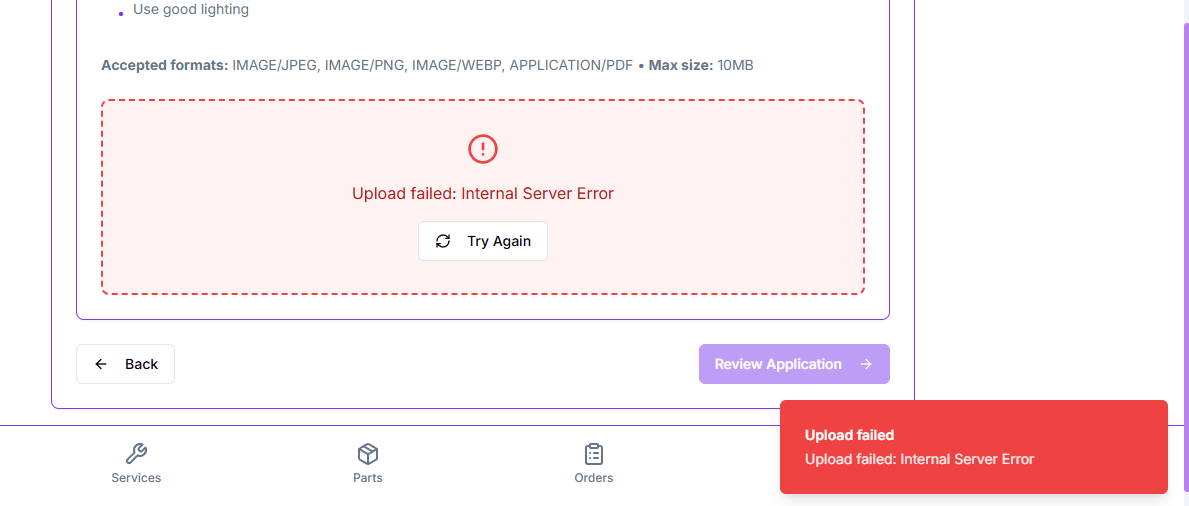 Use good lighting
Accepted formats: IMAGE/JPEG, IMAGE/PNG, IMAGE/WEBP, APPLICATION/PDF • Max size: 10MB
Upload failed: Internal Server Error
Try Again
Back
Review Application
Upload failed
Upload failed: Internal Server Error
Services
Parts
Orders